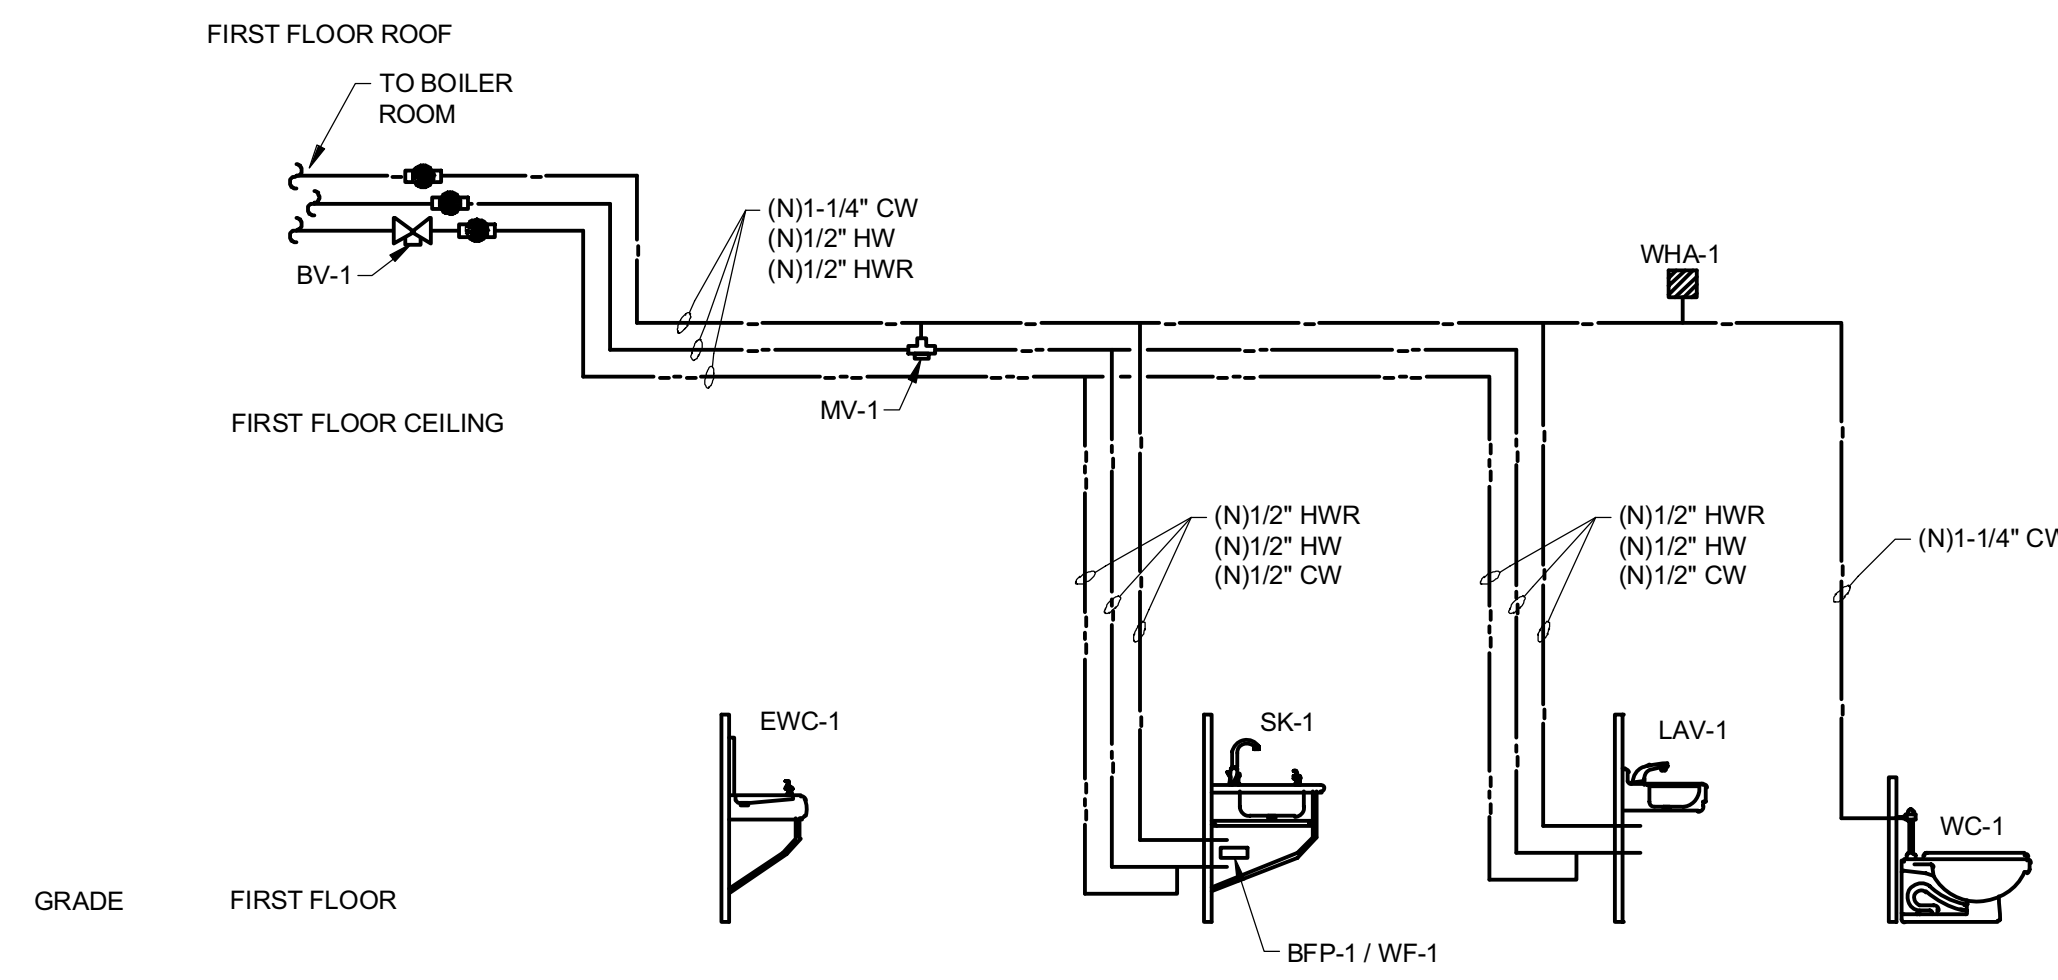 FIRST FLOOR ROOF
TO BOILER
ROOM
(N)1-1/4" CW
(N)1/2" HW
(N)1/2" HWR
BV-1
WHA-1
MV-1
FIRST FLOOR CEILING
(N)1/2" HWR
(N)1/2" HW
(N)1/2" CW
(N)1/2" HWR
(N)1/2" HW
(N)1/2" CW
(N)1-1/4" CW
EWC-1
SK-1
LAV-1
WC-1
GRADE
FIRST FLOOR
BFP-1 / WF-1